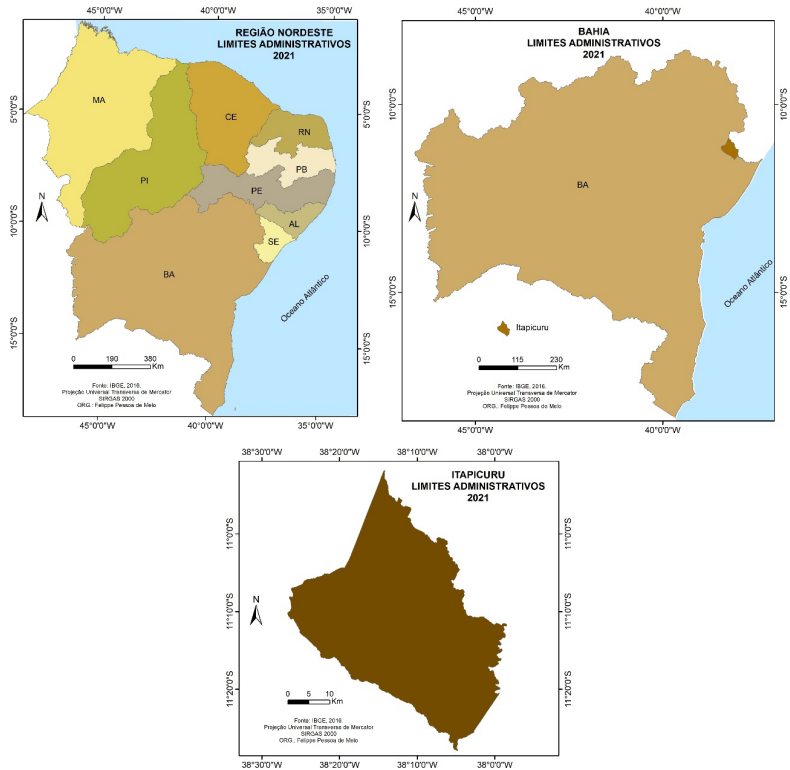 45°0'0"W 40°0'0"W 35°0'0"W
REGIÃO NORDESTE
LIMITES ADMINISTRATIVOS
2021
5°0'0"S
10°0'0"S
15°0'0"S
MA
CE
RN
PB
PI
PE
AL
SE
BA
N
Oceano Atlântico
5°0'0"S
10°0'0"S
15°0'0"S
0 190 380
Km
Fonte: IBGE, 2016.
Projeção Universal Transversa de Mercator
SIRGAS 2000
ORG.: Felippe Pessoa de Melo
45°0'0"W 40°0'0"W 35°0'0"W
45°0'0"W 40°0'0"W
BAHIA
LIMITES ADMINISTRATIVOS
2021
10°0'0"S
15°0'0"S
BA
N
Oceano Atlântico
Itapicuru
10°0'0"S
15°0'0"S
0 115 230
Km
Fonte: IBGE, 2016.
Projeção Universal Transversa de Mercator
SIRGAS 2000
ORG.: Felippe Pessoa do Melo
45°0'0"W 40°0'0"W
38°30'0"W 38°20'0"W 38°10'0"W 38°0'0"W
ITAPICURU
LIMITES ADMINISTRATIVOS
2021
11°0'0"S
11°10'0"S
11°20'0"S
N
11°0'0"S
11°10'0"S
11°20'0"S
0 5 10
Km
Fonte: IBGE, 2016.
Projeção Universal Transversa de Mercator
SIRGAS 2000
ORG.: Felippe Pessoa de Melo
38°30'0"W 38°20'0"W 38°10'0"W 38°0'0"W